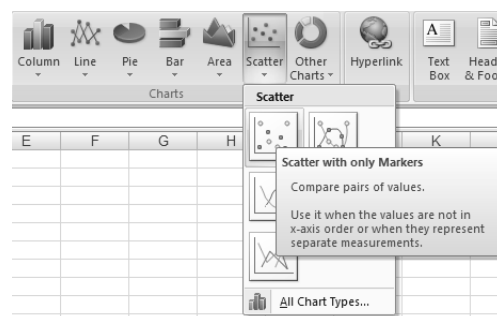 Column Line Pie Bar Area Scatter Other Charts Hyperlink Text Box Head & Foo
Charts
Scatter
E F G H K
Scatter with only Markers
Compare pairs of values.
Use it when the values are not in
x-axis order or when they represent
separate measurements.
All Chart Types...